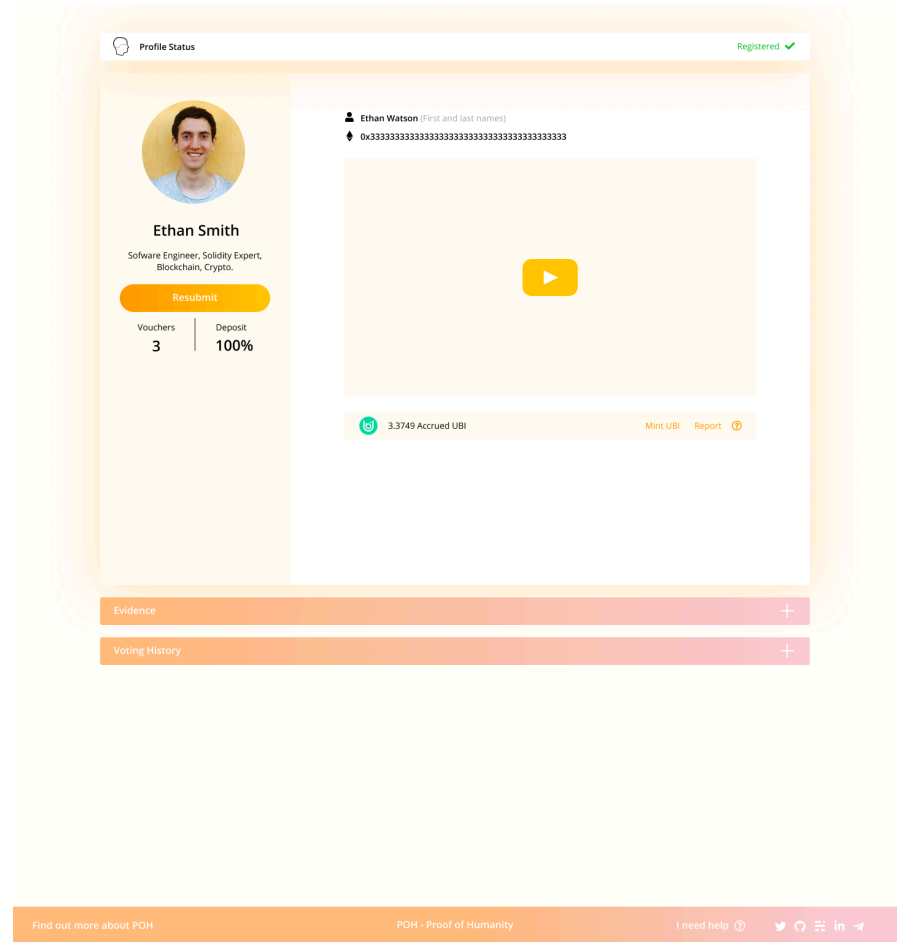 Profile Status
Registered
Ethan Watson (First and last names)
0x3333333333333333333333333333333333333333
Ethan Smith
Sofware Engineer, Solidity Expert,
Blockchain, Crypto.
Resubmit
Vouchers
Deposit
3
100%
3.3749 Accrued UBI
Mint UBI
Report
Evidence
Voting History
Find out more about POH
POH - Proof of Humanity
I need help